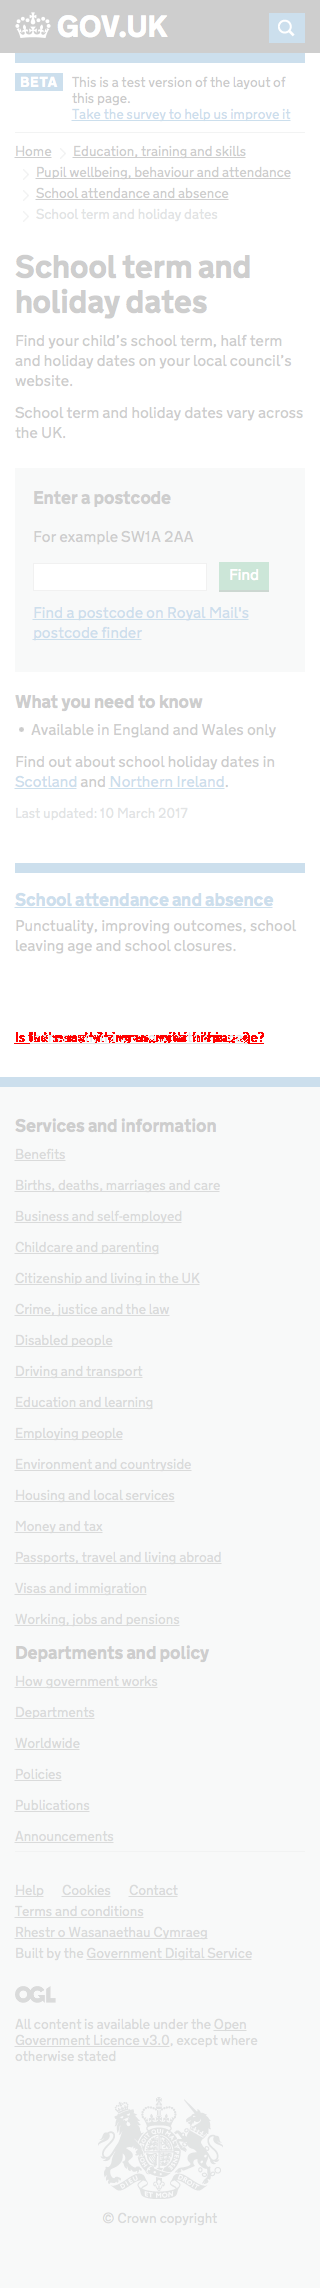 GOV.UK
BETA This is a test version of the layout of
this page.
Take the survey to help us improve it
Home Education, training and skills
Pupil wellbeing, behaviour and attendance
School attendance and absence
School term and holiday dates
School term and
holiday dates
Find your child's school term, half term
and holiday dates on your local council's
website.
School term and holiday dates vary across
the UK.
Enter a postcode
For example SW1A 2AA
Find
Find a postcode on Royal Mail's
postcode finder
What you need to know
• Available in England and Wales only
Find out about school holiday dates in
Scotland and Northern Ireland.
Last updated: 10 March 2017
School attendance and absence
Punctuality, improving outcomes, school
leaving age and school closures.
Services and information
Benefits
Births, deaths, marriages and care
Business and self-employed
Childcare and parenting
Citizenship and living in the UK
Crime, justice and the law
Disabled people
Driving and transport
Education and learning
Employing people
Environment and countryside
Housing and local services
Money and tax
Passports, travel and living abroad
Visas and immigration
Working, jobs and pensions
Departments and policy
How government works
Departments
Worldwide
Policies
Publications
Announcements
Help Cookies Contact
Terms and conditions
Rhestr o Wasanaethau Cymraeg
Built by the Government Digital Service
OGL
All content is available under the Open
Government Licence v3.0, except where
otherwise stated
© Crown copyright